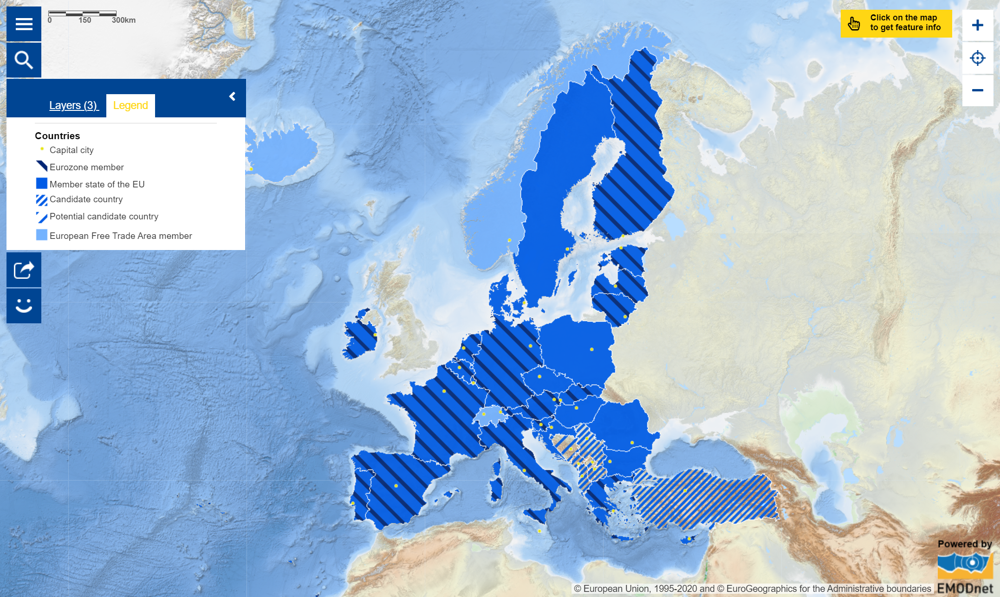 0 150 300km
Click on the map
to get feature info
Layers (3)
Legend
Countries
Capital city
Eurozone member
Member state of the EU
Candidate country
Potential candidate country
European Free Trade Area member
Powered by
EMODnet
© European Union, 1995-2020 and © EuroGeographics for the Administrative boundaries